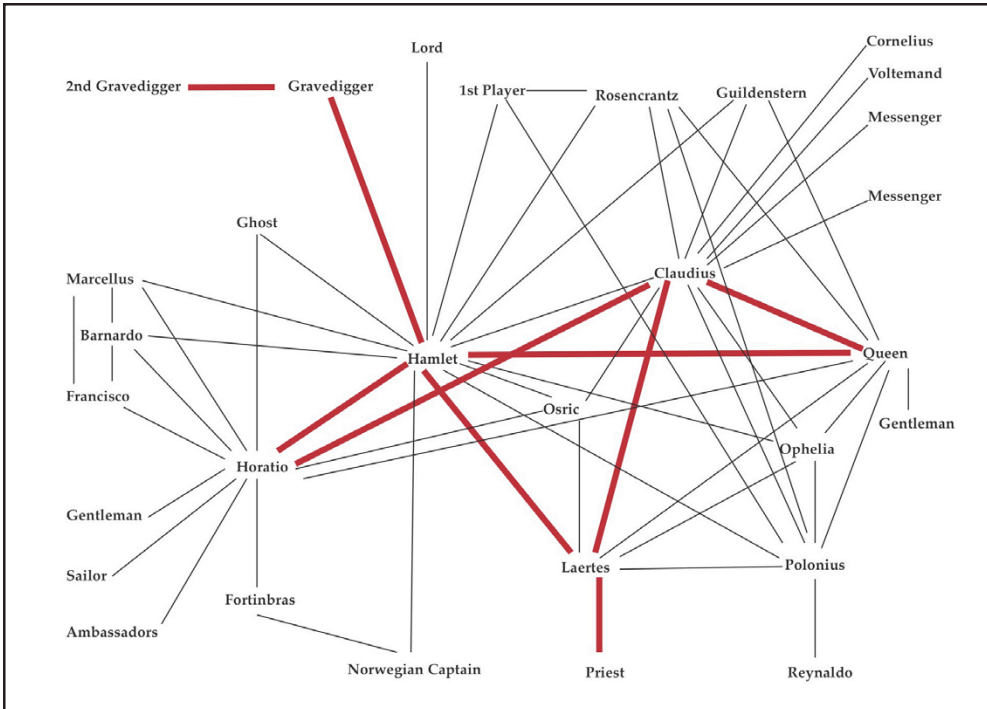 Lord
Cornelius
Voltemand
2nd Gravedigger
Gravedigger
1st Player
Rosencrantz
Guildenstern
Messenger
Messenger
Ghost
Marcellus
Claudius
Barnardo
Hamlet
Queen
Francisco
Osric
Gentleman
Ophelia
Horatio
Gentleman
Laertes
Polonius
Sailor
Fortinbras
Ambassadors
Norwegian Captain
Priest
Reynaldo